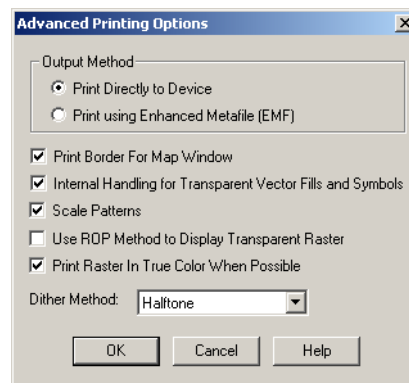 Advanced Printing Options
Output Method
Print Directly to Device
Print using Enhanced Metafile (EMF)
Print Border For Map Window
Internal Handling for Transparent Vector Fills and Symbols
Scale Patterns
Use ROP Method to Display Transparent Raster
Print Raster In True Color When Possible
Dither Method: Halftone
OK Cancel Help